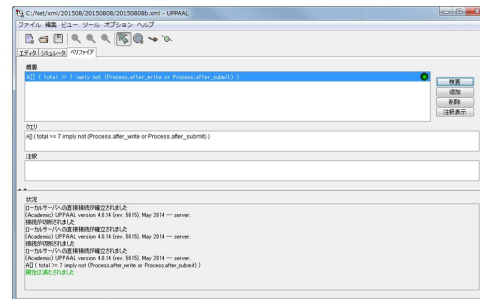 C:/Net/xml/201508/20150808/20150808b.xml - UPPAAL
ファイル 編集 ビュー ツール オプション ヘルプ
エディタ シミュレータ ベリファイア
概要
A[] ( total >= 7 imply not (Process.after_write or Process.after_submit) )
検査
追加
削除
注釈表示
クエリ
A[] ( total >= 7 imply not (Process.after_write or Process.after_submit) )
注釈
状況
ローカルサーバへの直接接続が確立されました
(Academic) UPPAAL version 4.0.14 (rev. 5615), May 2014 -- server.
接続が切断されました
ローカルサーバへの直接接続が確立されました
(Academic) UPPAAL version 4.0.14 (rev. 5615), May 2014 -- server.
接続が切断されました
ローカルサーバへの直接接続が確立されました
(Academic) UPPAAL version 4.0.14 (rev. 5615), May 2014 -- server.
A[] ( total >= 7 imply not (Process.after_write or Process.after_submit) )
属性は満たされました